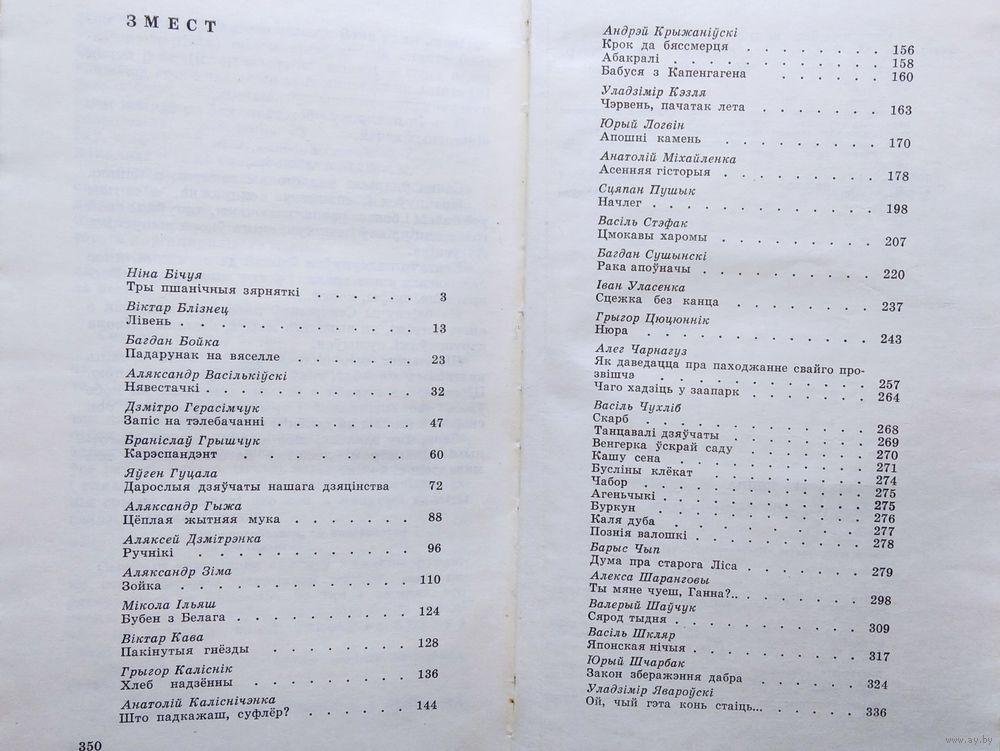 ЗМЕСТ
Ніна Бічуя
Тры пшанічныя зярняткі . . . . . . 3
Віктар Блізнец
Лівень . . . . . . . . . . . . 13
Багдан Бойка
Падарунак на вяселле . . . . . . . 23
Аляксандр Васількіўскі
Нявестачкі . . . . . . . . . . . 32
Дзмітро Герасімчук
Запіс на тэлебачанні . . . . . . . 47
Браніслаў Грышчук
Карэспандэнт . . . . . . . . . . 60
Яўген Гуцала
Дарослыя дзяўчаты нашага дзяцінства 72
Аляксандр Гыжа
Цёплая жытняя мука . . . . . . . 88
Аляксей Дзмітрэнка
Ручнікі . . . . . . . . . . . 96
Аляксандр Зіма
Зойка . . . . . . . . . . . . 110
Мікола Ільяш
Бубен з Белага . . . . . . . . . 124
Віктар Кава
Пакінутыя гнёзды . . . . . . . . 128
Грыгор Каліснік
Хлеб надзённы . . . . . . . . . 136
Анатолій Каліснічэнка
Што падкажаш, суфлёр? . . . . . . 144
350
Андрэй Крыжаніўскі
Крок да бяссмерця . . . . . . . . 156
Абакралі . . . . . . . . . . . 158
Бабуся з Капенгагена . . . . . . . 160
Уладзімір Кэзля
Чэрвень, пачатак лета . . . . . . . 163
Юрый Логвін
Апошні камень . . . . . . . . . 170
Анатолій Міхайленка
Асенняя гісторыя . . . . . . . . 178
Сцяпан Пушык
Начлег . . . . . . . . . . . . 198
Васіль Стэфак
Цмокавы харомы . . . . . . . . . 207
Багдан Сушынскі
Рака апоўначы . . . . . . . . . 220
Іван Уласенка
Сцежка без канца . . . . . . . . 237
Грыгор Цюцюннік
Нюра . . . . . . . . . . . . 243
Алег Чарнагуз
Як даведацца пра паходжанне свайго про-
звішча . . . . . . . . . . . . 257
Чаго хадзіць у заапарк . . . . . . . 264
Васіль Чухліб
Скарб . . . . . . . . . . . . 268
Танцавалі дзяўчаты . . . . . . . . 269
Венгерка ўскрай саду . . . . . . . 270
Кашу сена . . . . . . . . . . . 271
Бусліны клёкат . . . . . . . . . 274
Чабор . . . . . . . . . . . . 275
Агеньчыкі . . . . . . . . . . . 275
Буркун . . . . . . . . . . . . 276
Каля дуба . . . . . . . . . . . 277
Познія валошкі . . . . . . . . . 278
Барыс Чып
Дума пра старога Ліса . . . . . . . 279
Алекса Шаранговы
Ты мяне чуеш, Ганна?.. . . . . . . . 298
Валерый Шаўчук
Сярод тыдня . . . . . . . . . . 309
Васіль Шкляр
Японская нічыя . . . . . . . . . 317
Юрый Шчарбак
Закон зберажэння дабра . . . . . . 324
Уладзімір Явароўскі
Ой, чый гэта конь стаіць... . . . . . . 336
www.ay.by